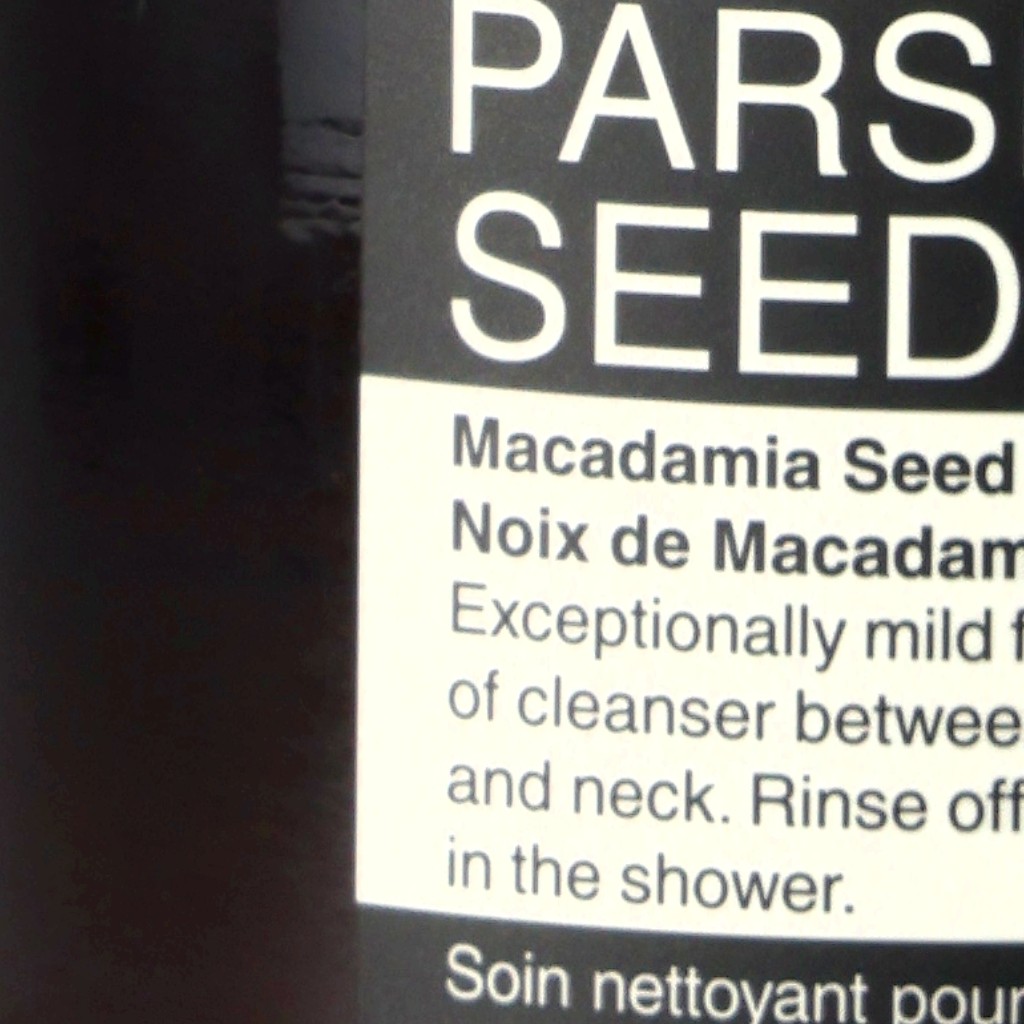 PARS
SEED
Macadamia Seed
Noix de Macadam
Exceptionally mild f
of cleanser betwee
and neck. Rinse off
in the shower.
Soin nettoyant pour